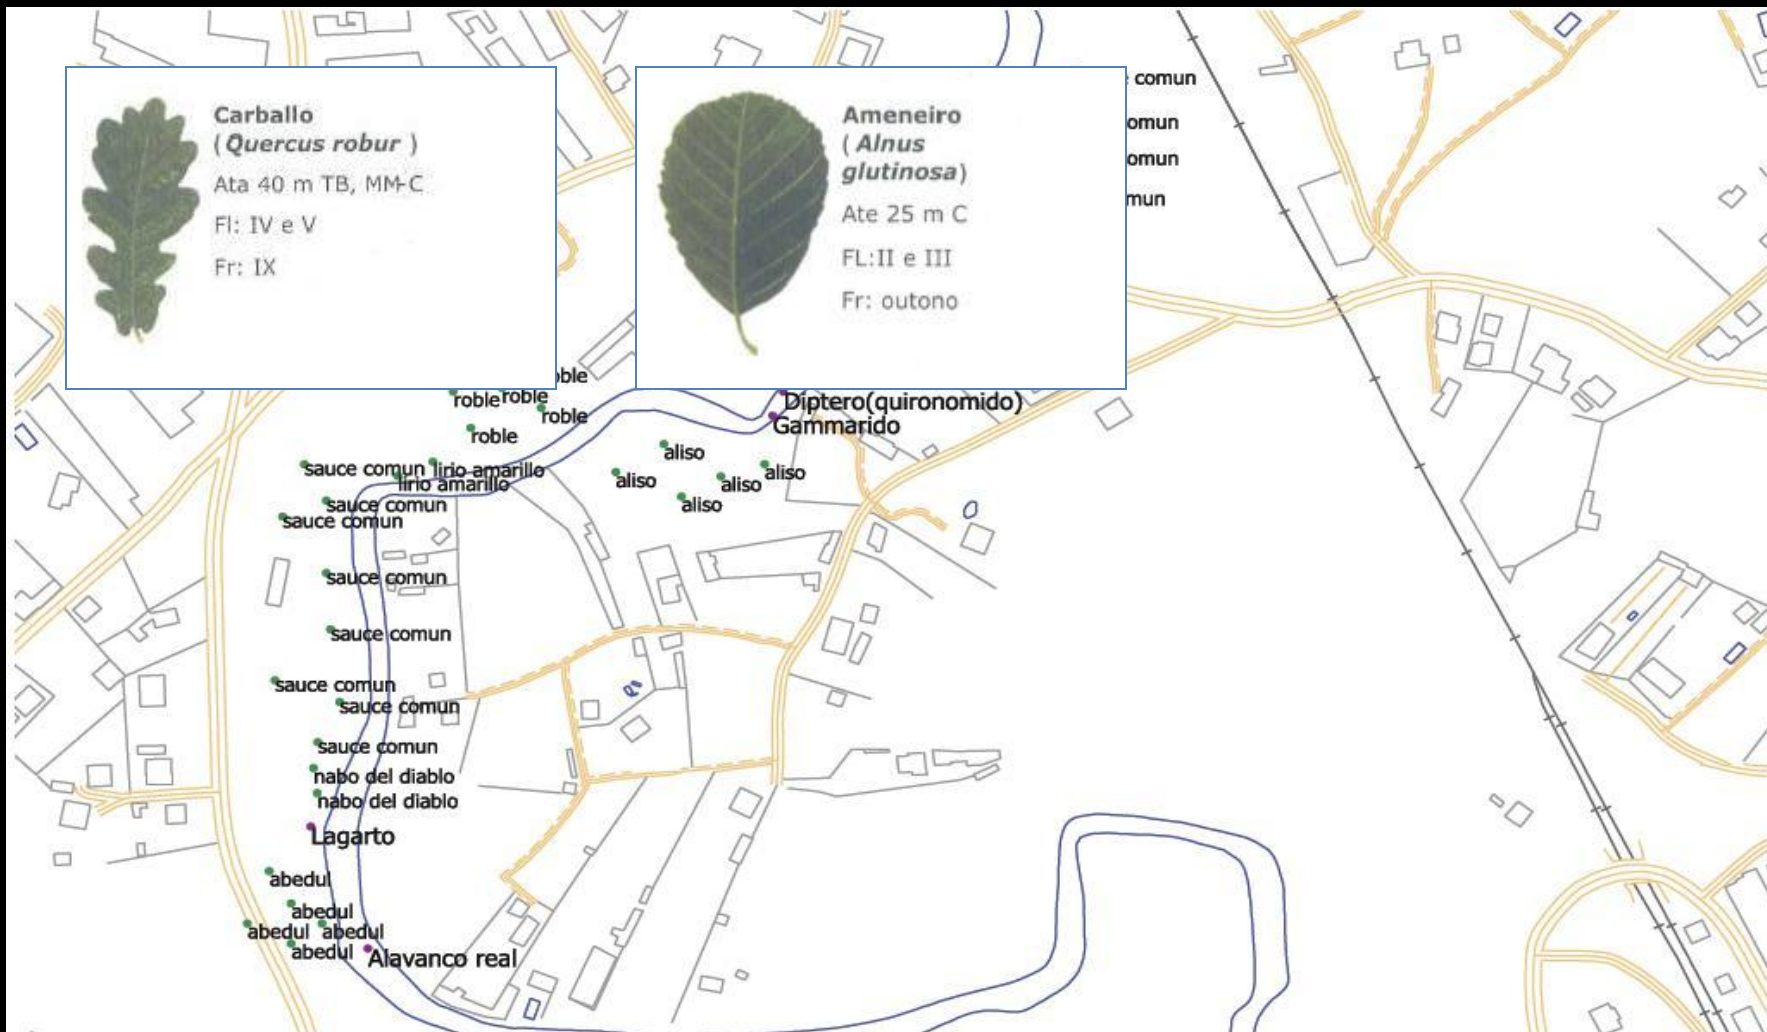 Carballo
(Quercus robur )
Ata 40 m TB, MM-C
Fl: IV e V
Fr: IX
Ameneiro
( Alnus
glutinosa)
Ate 25 m C
FL:II e III
Fr: outono
comun
omun
omun
mun
ble
roble
roble
roble
roble
Diptero(quironomido)
Gammarido
aliso
aliso
aliso
aliso
aliso
sauce comun
lirio amarillo
lirio amarillo
sauce comun
sauce comun
sauce comun
sauce comun
sauce comun
sauce comun
sauce comun
nabo del diablo
nabo del diablo
Lagarto
abedul
abedul
abedul
abedul
abedul
Alavanco real